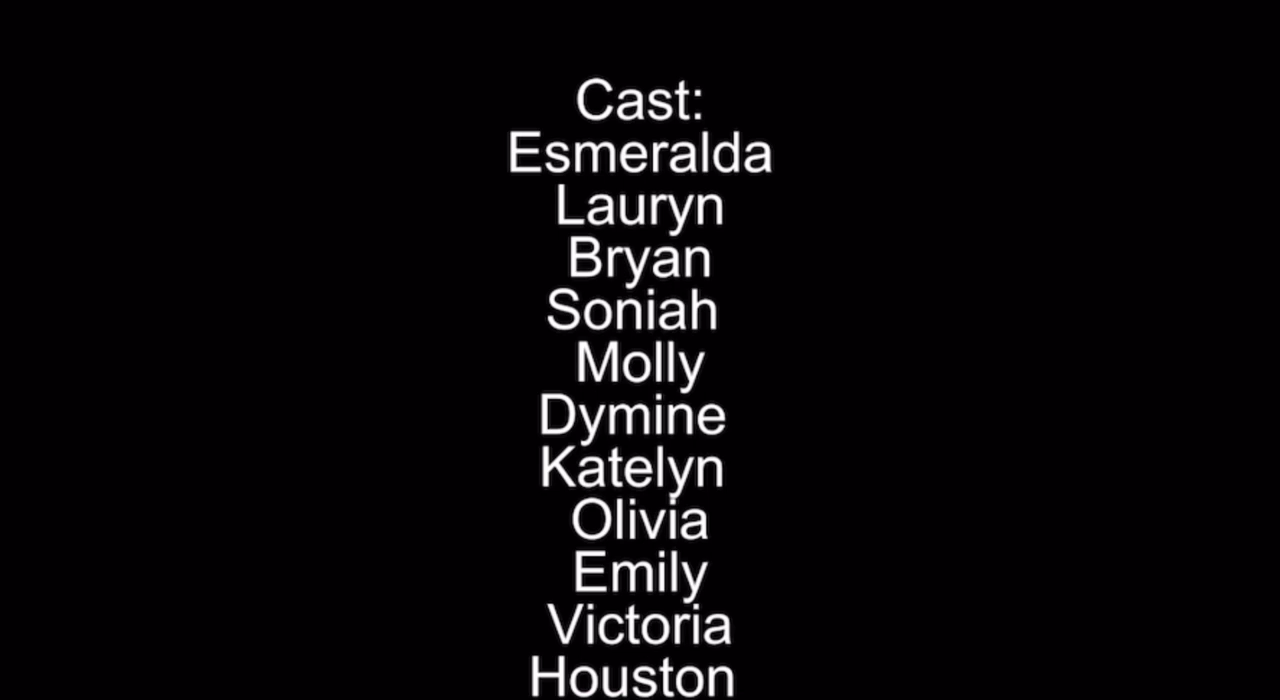 Cast:
Esmeralda
Lauryn
Bryan
Soniah
Molly
Dymine
Katelyn
Olivia
Emily
Victoria
Houston